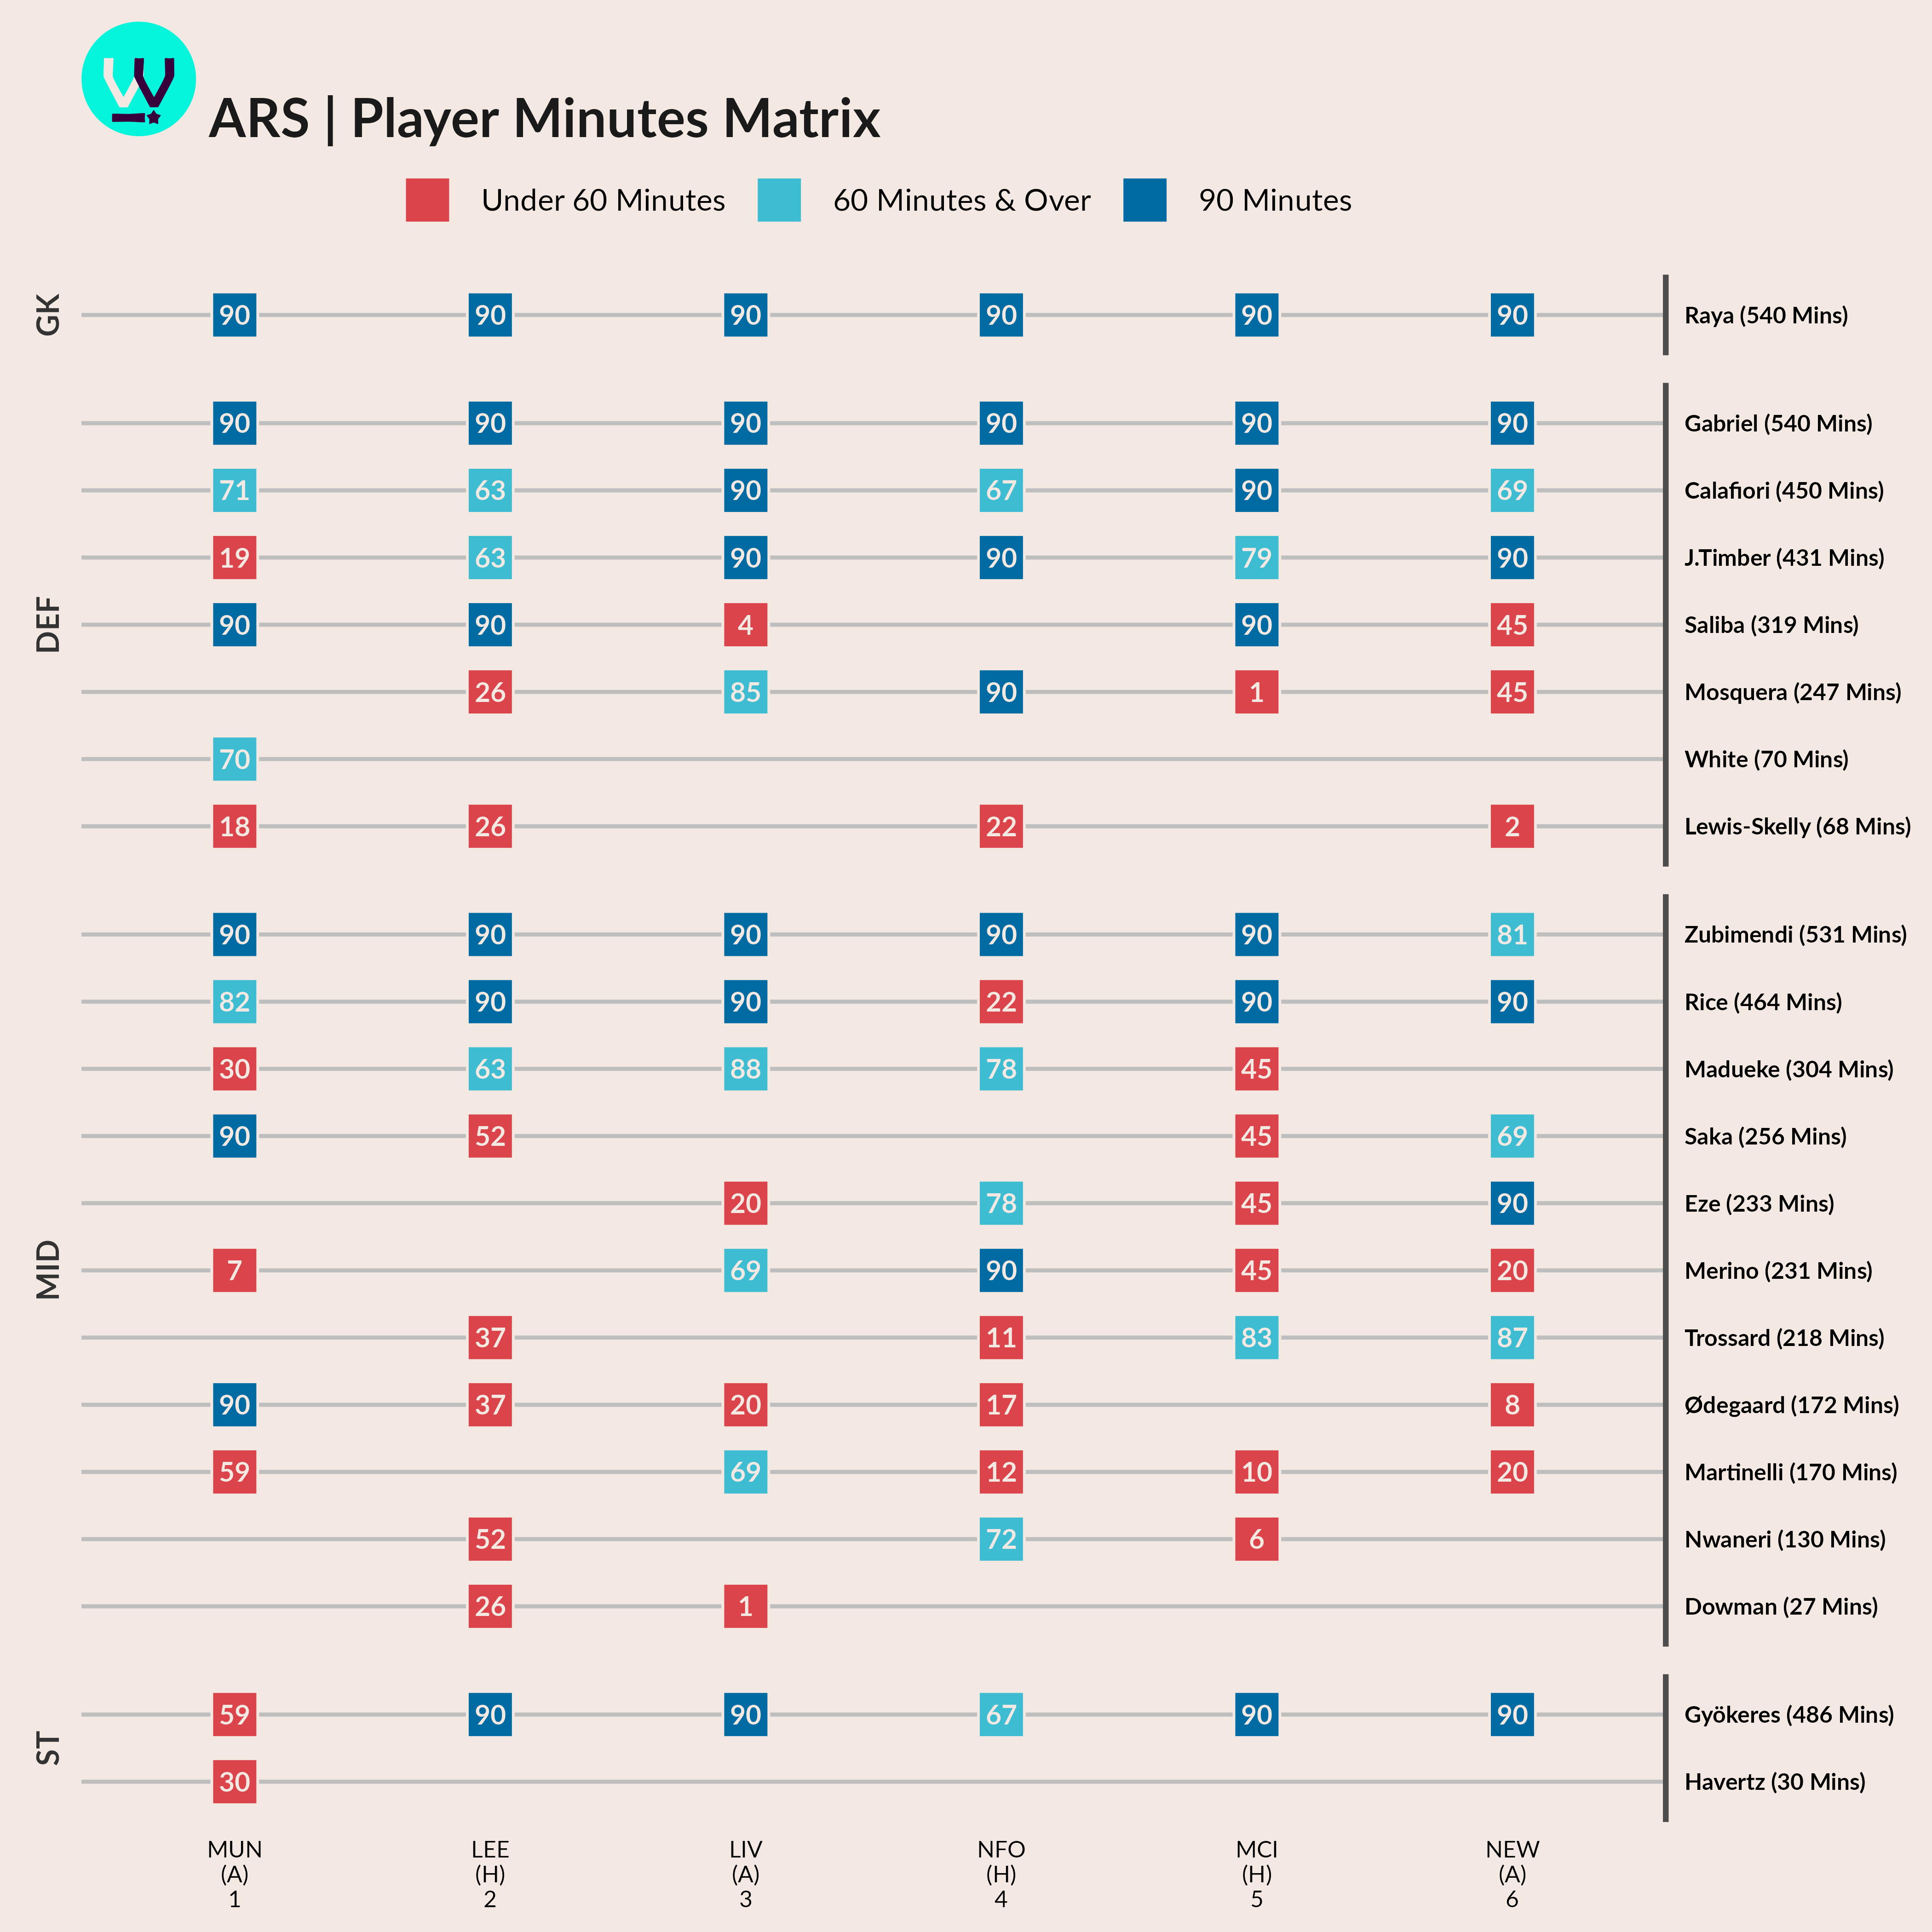 ARS | Player Minutes Matrix
Under 60 Minutes 60 Minutes & Over 90 Minutes
GK
90 90 90 90 90 90 Raya (540 Mins)
DEF
90 90 90 90 90 90 Gabriel (540 Mins)
71 63 90 67 90 69 Calafiori (450 Mins)
19 63 90 90 79 90 J.Timber (431 Mins)
90 90 4 90 45 Saliba (319 Mins)
26 85 90 1 45 Mosquera (247 Mins)
70 White (70 Mins)
18 26 22 2 Lewis-Skelly (68 Mins)
MID
90 90 90 90 90 81 Zubimendi (531 Mins)
82 90 90 22 90 90 Rice (464 Mins)
30 63 88 78 45 Madueke (304 Mins)
90 52 45 69 Saka (256 Mins)
20 78 45 90 Eze (233 Mins)
7 69 90 45 20 Merino (231 Mins)
37 11 83 87 Trossard (218 Mins)
90 37 20 17 8 Ødegaard (172 Mins)
59 69 12 10 20 Martinelli (170 Mins)
52 72 6 Nwaneri (130 Mins)
26 1 Dowman (27 Mins)
ST
59 90 90 67 90 90 Gyökeres (486 Mins)
30 Havertz (30 Mins)
MUN LEE LIV NFO MCI NEW
(A) (H) (A) (H) (H) (A)
1 2 3 4 5 6